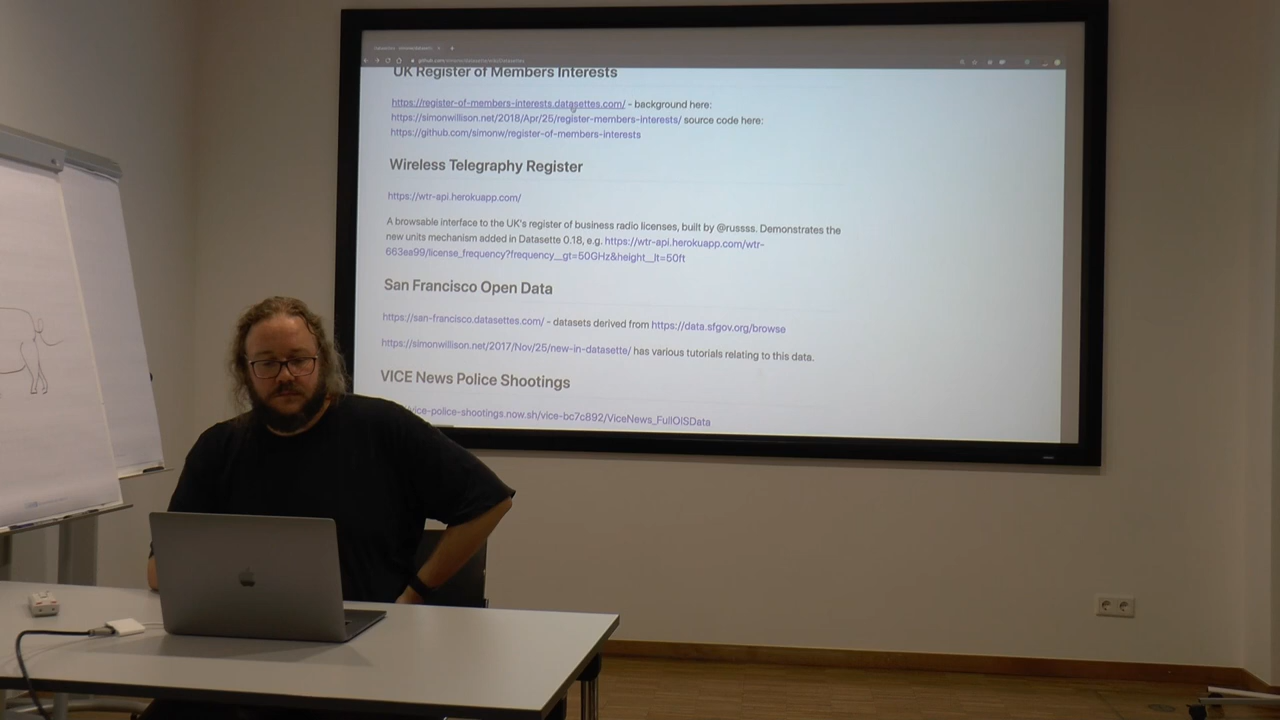 github.com/simonw/datasette/wiki/Datasettes
UK Register of Members Interests
https://register-of-members-interests.datasettes.com/ - background here:
https://simonwillison.net/2018/Apr/25/register-members-interests/ source code here:
https://github.com/simonw/register-of-members-interests
Wireless Telegraphy Register
https://wtr-api.herokuapp.com/
A browsable interface to the UK's register of business radio licenses, built by @russss. Demonstrates the
new units mechanism added in Datasette 0.18, e.g. https://wtr-api.herokuapp.com/wtr-
663ea99/license_frequency?frequency__gt=50GHz&height__lt=50ft
San Francisco Open Data
https://san-francisco.datasettes.com/ - datasets derived from https://data.sfgov.org/browse
https://simonwillison.net/2017/Nov/25/new-in-datasette/ has various tutorials relating to this data.
VICE News Police Shootings
vice-police-shootings.now.sh/vice-bc7c892/ViceNews_FullOISData